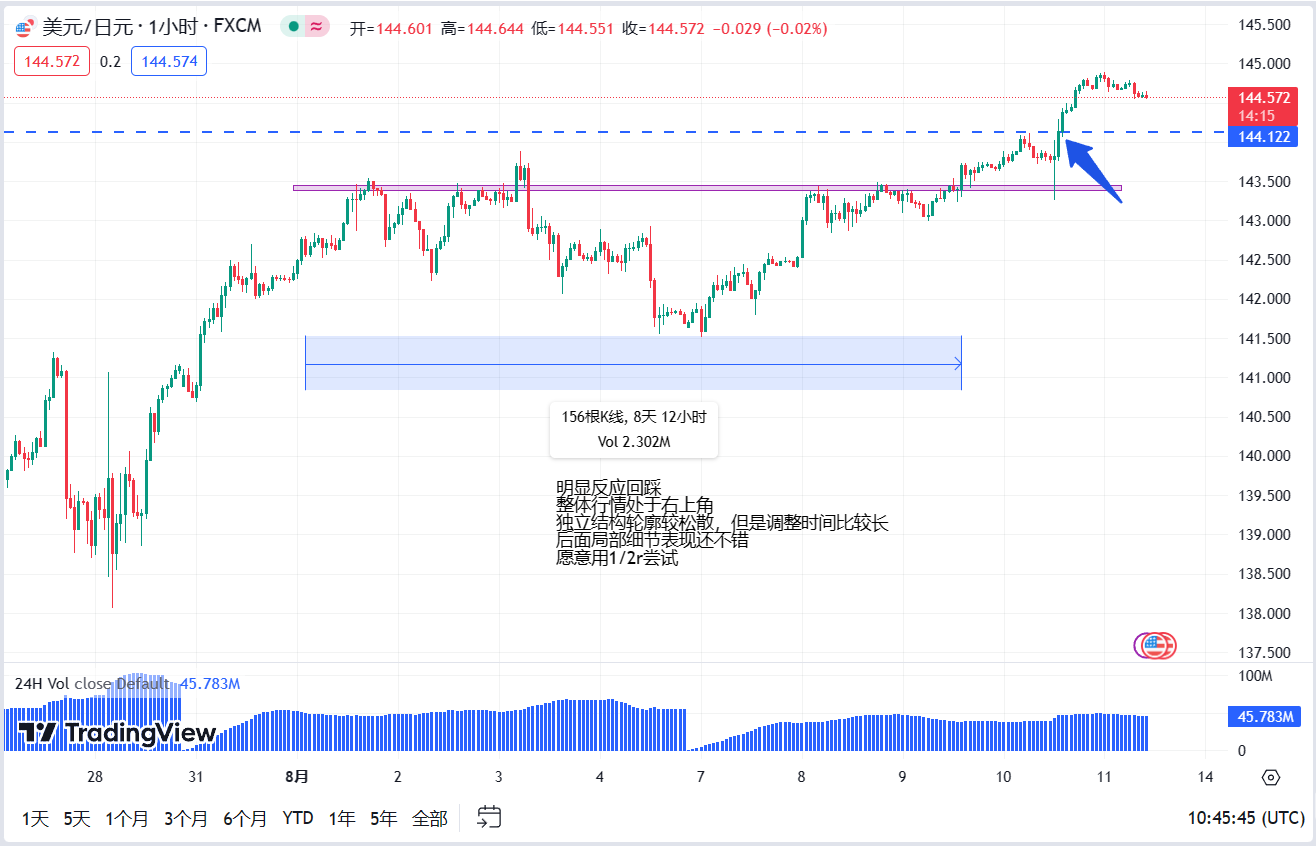 美元/日元 · 1小时 · FXCM
开=144.601 高=144.644 低=144.551 收=144.572 −0.029 (−0.02%)
144.572 0.2 144.574
145.500
145.000
144.572
14:15
144.122
143.500
143.000
142.500
142.000
141.500
141.000
140.500
140.000
139.500
139.000
138.500
138.000
137.500
156根K线, 8天 12小时
Vol 2.302M
明显反应回踩
整体行情处于右上角
独立结构轮廓较松散，但是调整时间比较长
后面局部细节表现还不错
愿意用1/2r尝试
24H Vol close Default 45.783M
100M
45.783M
0
TradingView
28 31 8月 2 3 4 7 8 9 10 11 14
1天 5天 1个月 3个月 6个月 YTD 1年 5年 全部
10:45:45 (UTC)